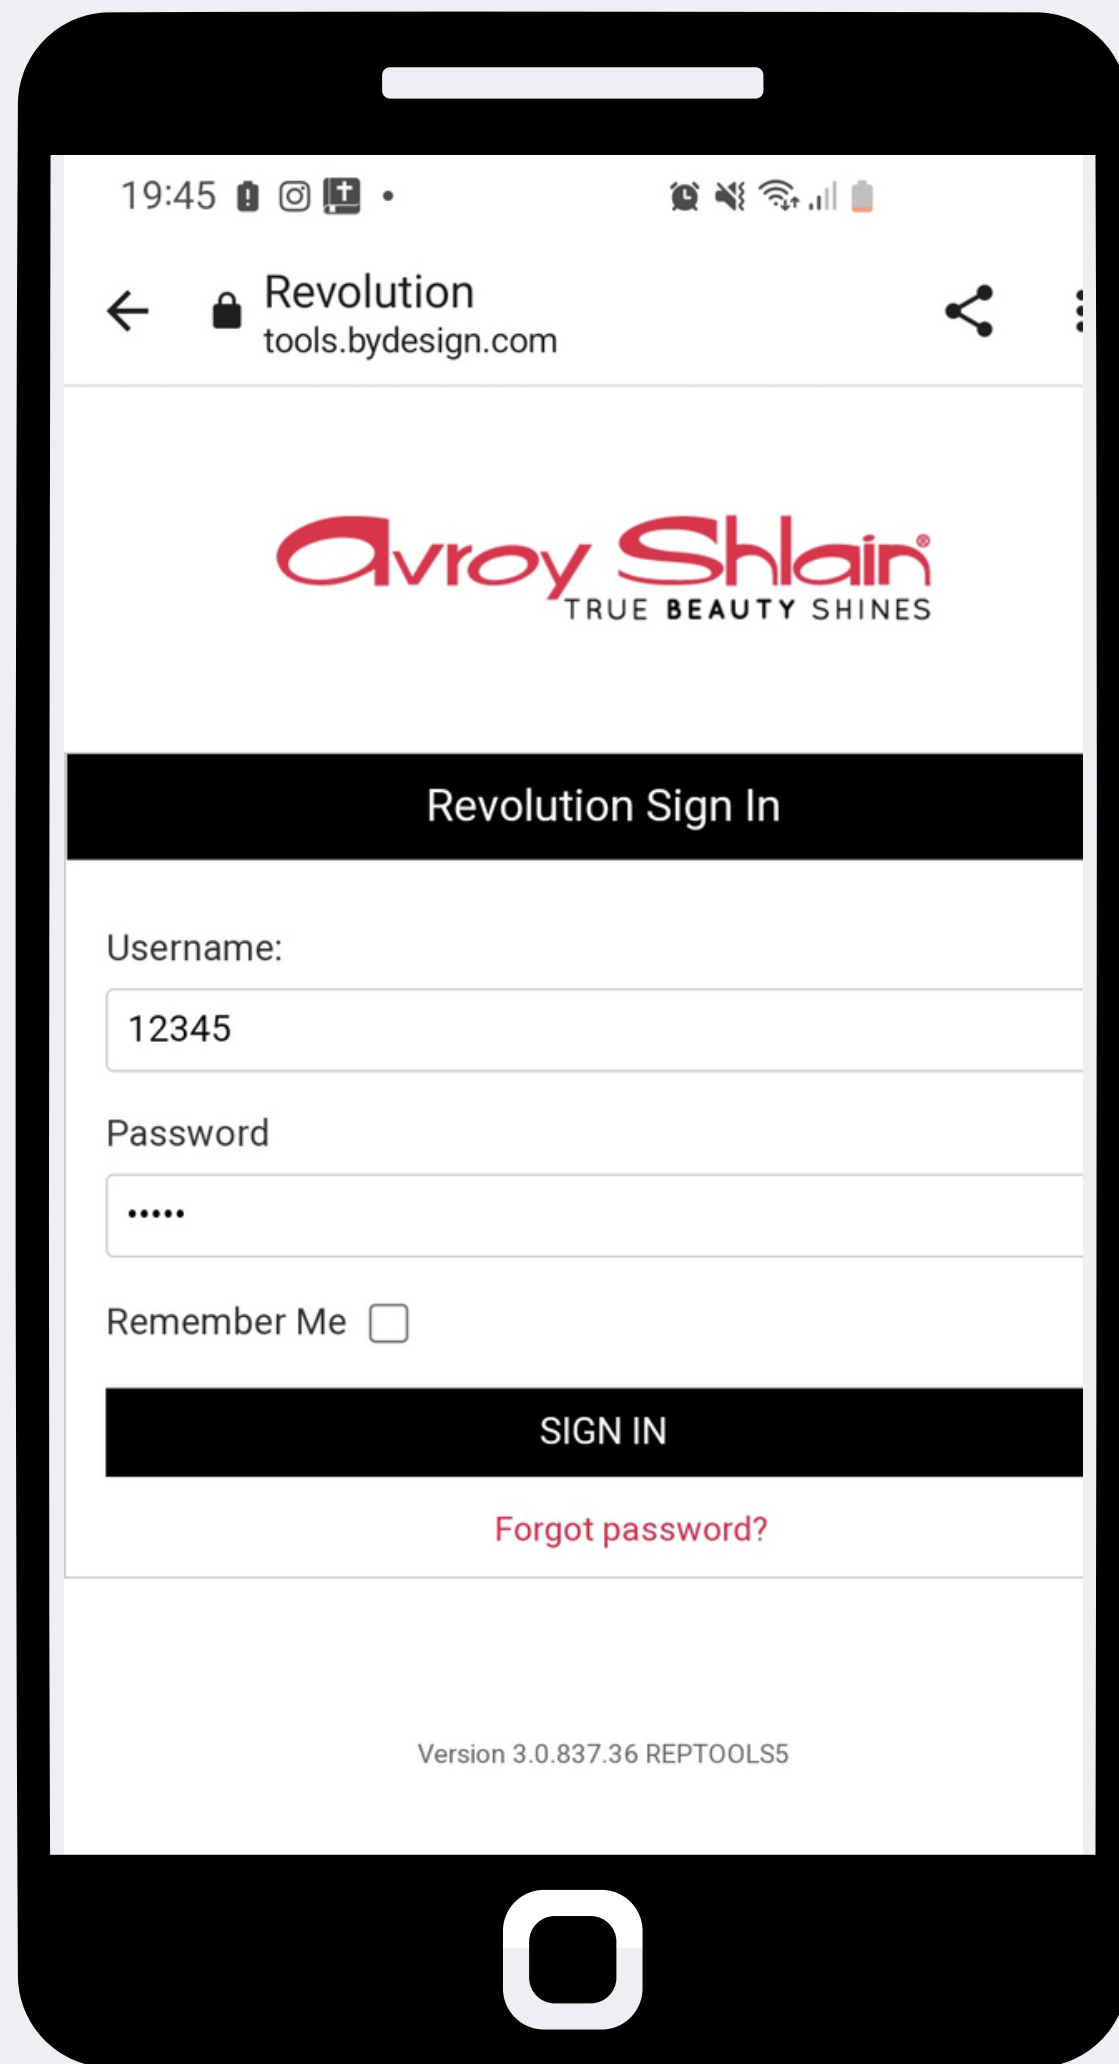 19:45
Revolution
tools.bydesign.com
avroy Shlain®
TRUE BEAUTY SHINES
Revolution Sign In
Username:
12345
Password
•••••
Remember Me
SIGN IN
Forgot password?
Version 3.0.837.36 REPTOOLS5